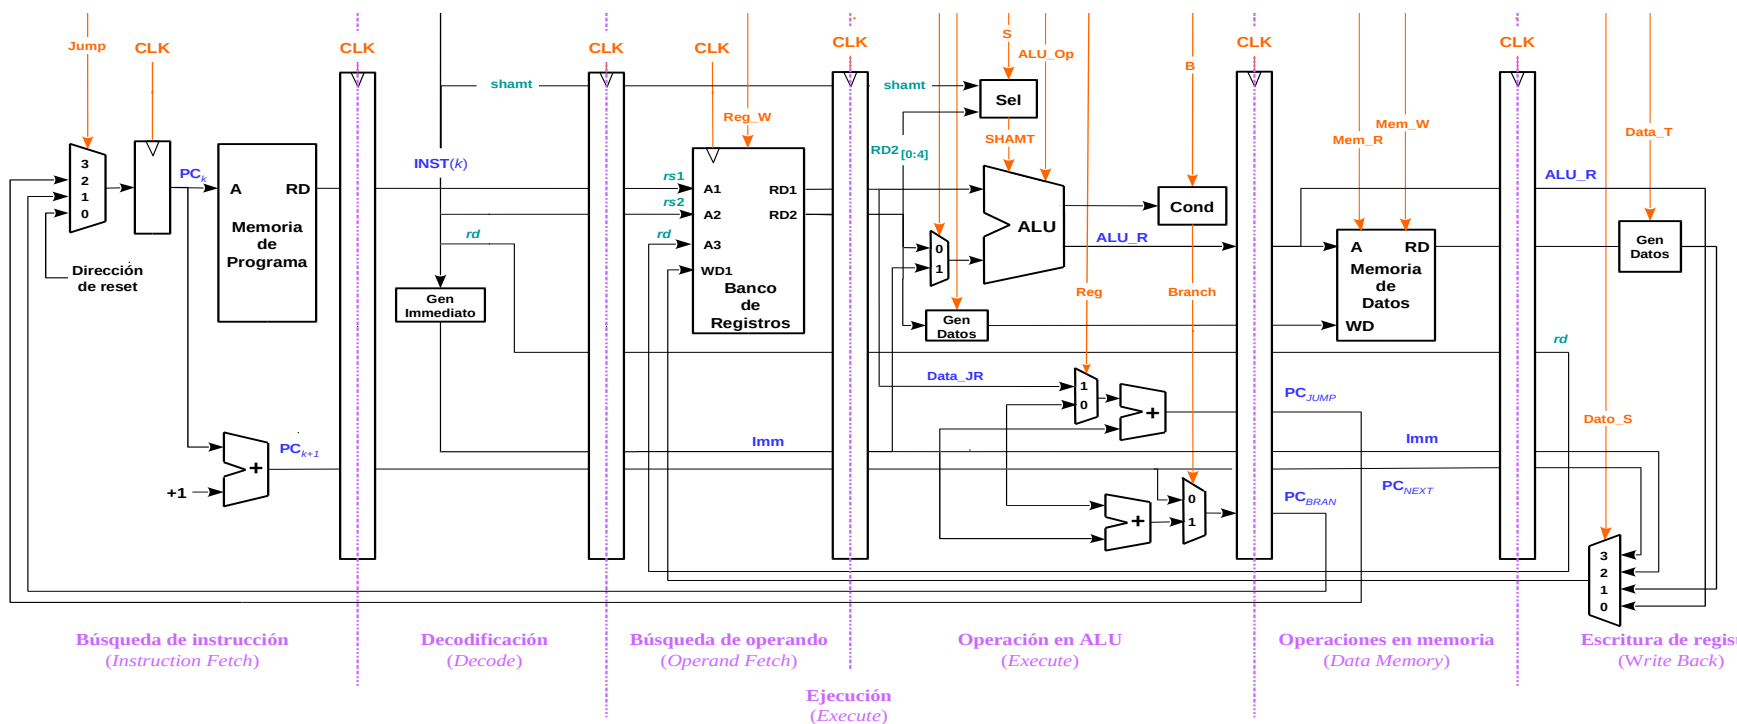 Jump
CLK
CLK
CLK
CLK
CLK
CLK
CLK
Reg_W
S
ALU_Op
B
Mem_R
Mem_W
Data_T
shamt
shamt
Sel
SHAMT
RD2[0:4]
3
2
1
0
PCk
A RD
Memoria
de
Programa
Dirección
de reset
INST(k)
rs1
rs2
rd
rd
Gen
Immediato
A1 RD1
A2 RD2
A3
WD1
Banco
de
Registros
0
1
ALU
Cond
ALU_R
ALU_R
Gen
Datos
Reg
Branch
A RD
Memoria
de
Datos
WD
Gen
Datos
rd
Data_JR
1
0
+
PCJUMP
Dato_S
Imm
Imm
PCk+1
+
+1
+
0
1
PCBRAN
PCNEXT
3
2
1
0
Búsqueda de instrucción
(Instruction Fetch)
Decodificación
(Decode)
Búsqueda de operando
(Operand Fetch)
Operación en ALU
(Execute)
Operaciones en memoria
(Data Memory)
Escritura de regist
(Write Back)
Ejecución
(Execute)